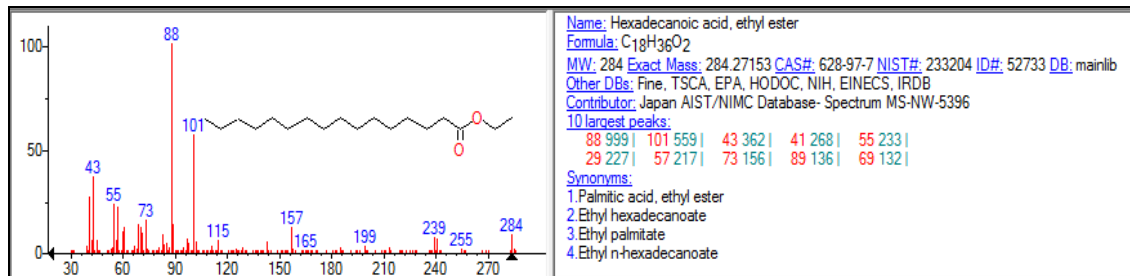 100
50
0
30 60 90 120 150 180 210 240 270
43
55
73
88
101
115
157
165
199
239
255
284
O
O
Name: Hexadecanoic acid, ethyl ester
Formula: C18H36O2
MW: 284 Exact Mass: 284.27153 CAS#: 628-97-7 NIST#: 233204 ID#: 52733 DB: mainlib
Other DBs: Fine, TSCA, EPA, HODOC, NIH, EINECS, IRDB
Contributor: Japan AIST/NIMC Database- Spectrum MS-NW-5396
10 largest peaks:
88 999 | 101 559 | 43 362 | 41 268 | 55 233 |
29 227 | 57 217 | 73 156 | 89 136 | 69 132 |
Synonyms:
1.Palmitic acid, ethyl ester
2.Ethyl hexadecanoate
3.Ethyl palmitate
4.Ethyl n-hexadecanoate